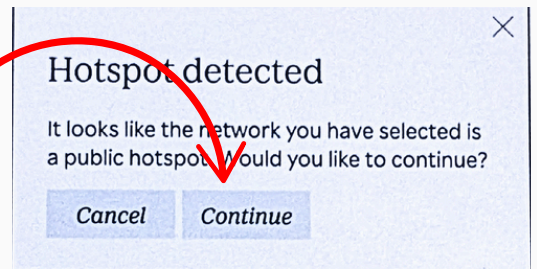 Hotspot detected
It looks like the network you have selected is
a public hotspot. Would you like to continue?
Cancel
Continue